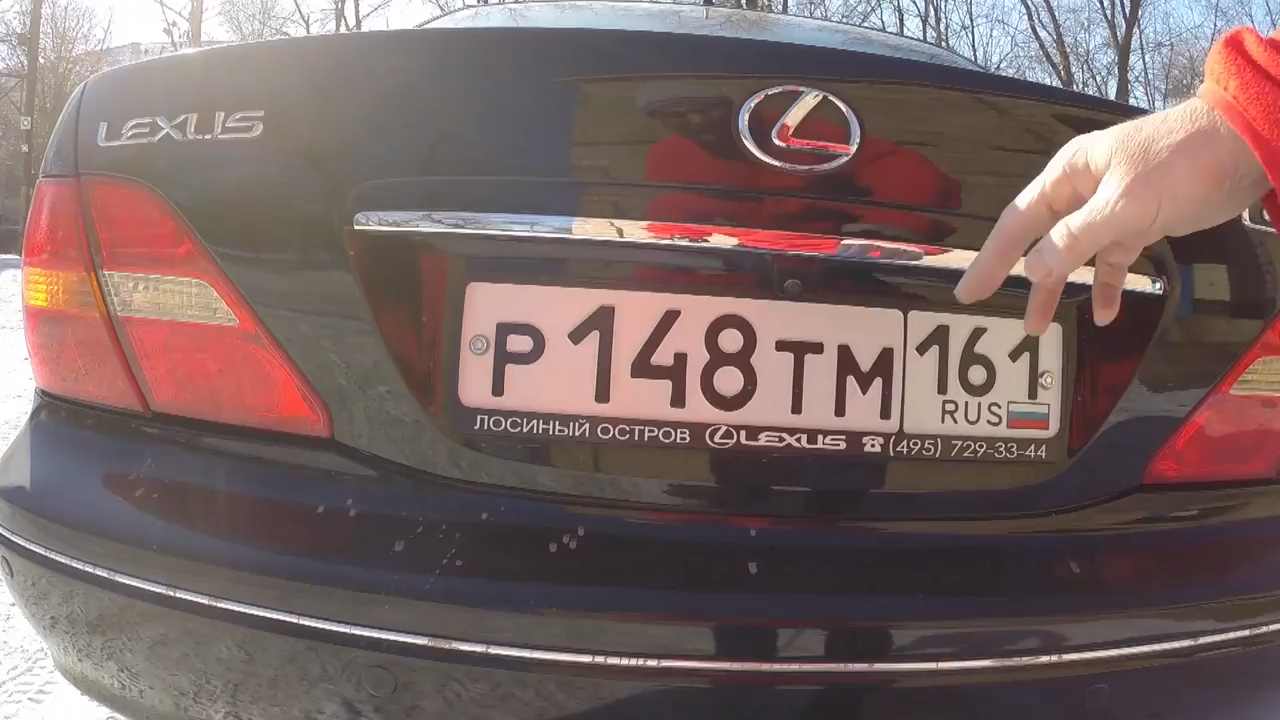 LEXUS
Р148ТМ 161
RUS
ЛОСИНЫЙ ОСТРОВ LEXUS ☎(495) 729-33-44